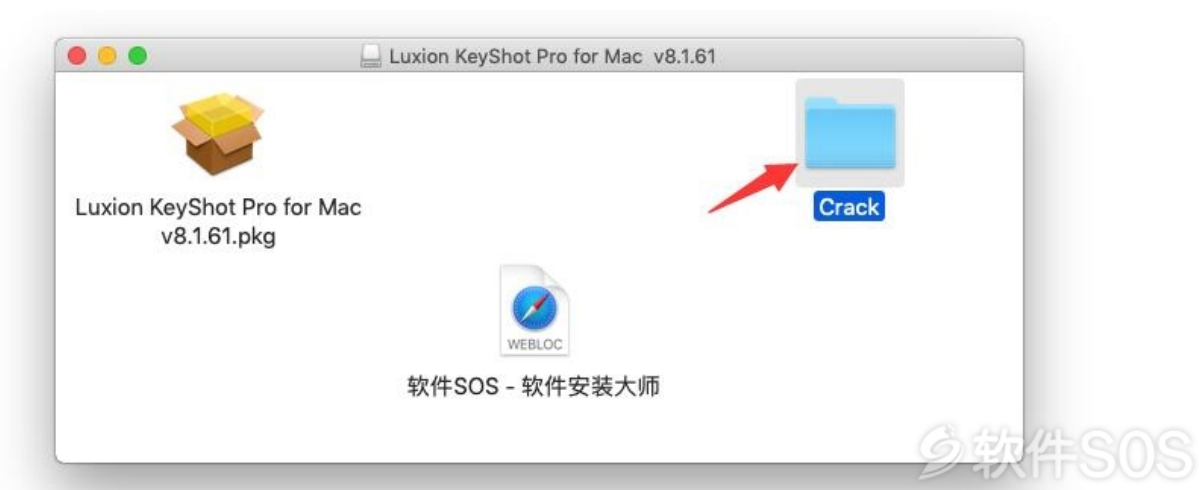 Luxion KeyShot Pro for Mac v8.1.61
Luxion KeyShot Pro for Mac
v8.1.61.pkg
Crack
WEBLOC
软件SOS - 软件安装大师
软件SOS